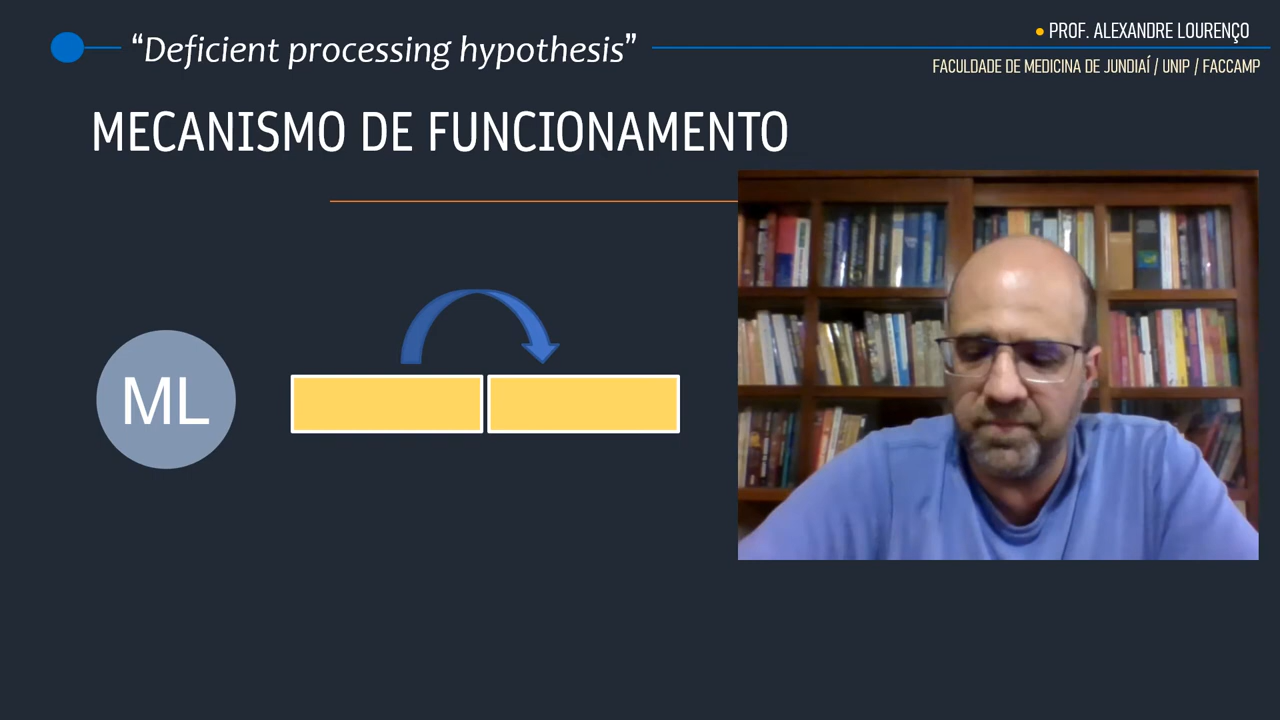 “Deficient processing hypothesis”
• PROF. ALEXANDRE LOURENÇO
FACULDADE DE MEDICINA DE JUNDIAÍ / UNIP / FACCAMP
MECANISMO DE FUNCIONAMENTO
ML